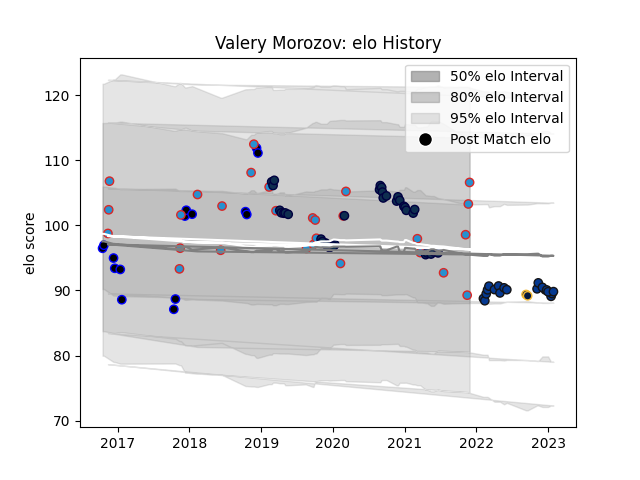 Valery Morozov: elo History
50% elo Interval
80% elo Interval
95% elo Interval
Post Match elo
elo score
120
110
100
90
80
70
2017 2018 2019 2020 2021 2022 2023